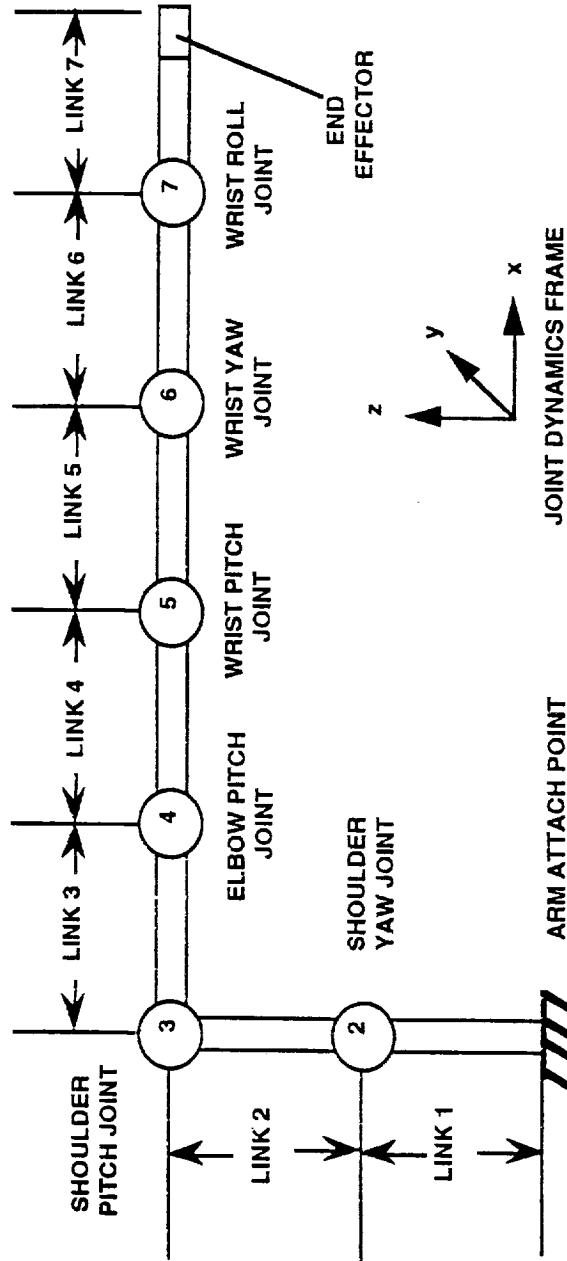 LINK 3
LINK 4
LINK 5
LINK 6
LINK 7
SHOULDER
PITCH JOINT
3
4
5
6
7
ELBOW PITCH
JOINT
WRIST PITCH
JOINT
WRIST YAW
JOINT
WRIST ROLL
JOINT
END
EFFECTOR
LINK 2
2
SHOULDER
YAW JOINT
LINK 1
ARM ATTACH POINT
z
y
x
JOINT DYNAMICS FRAME